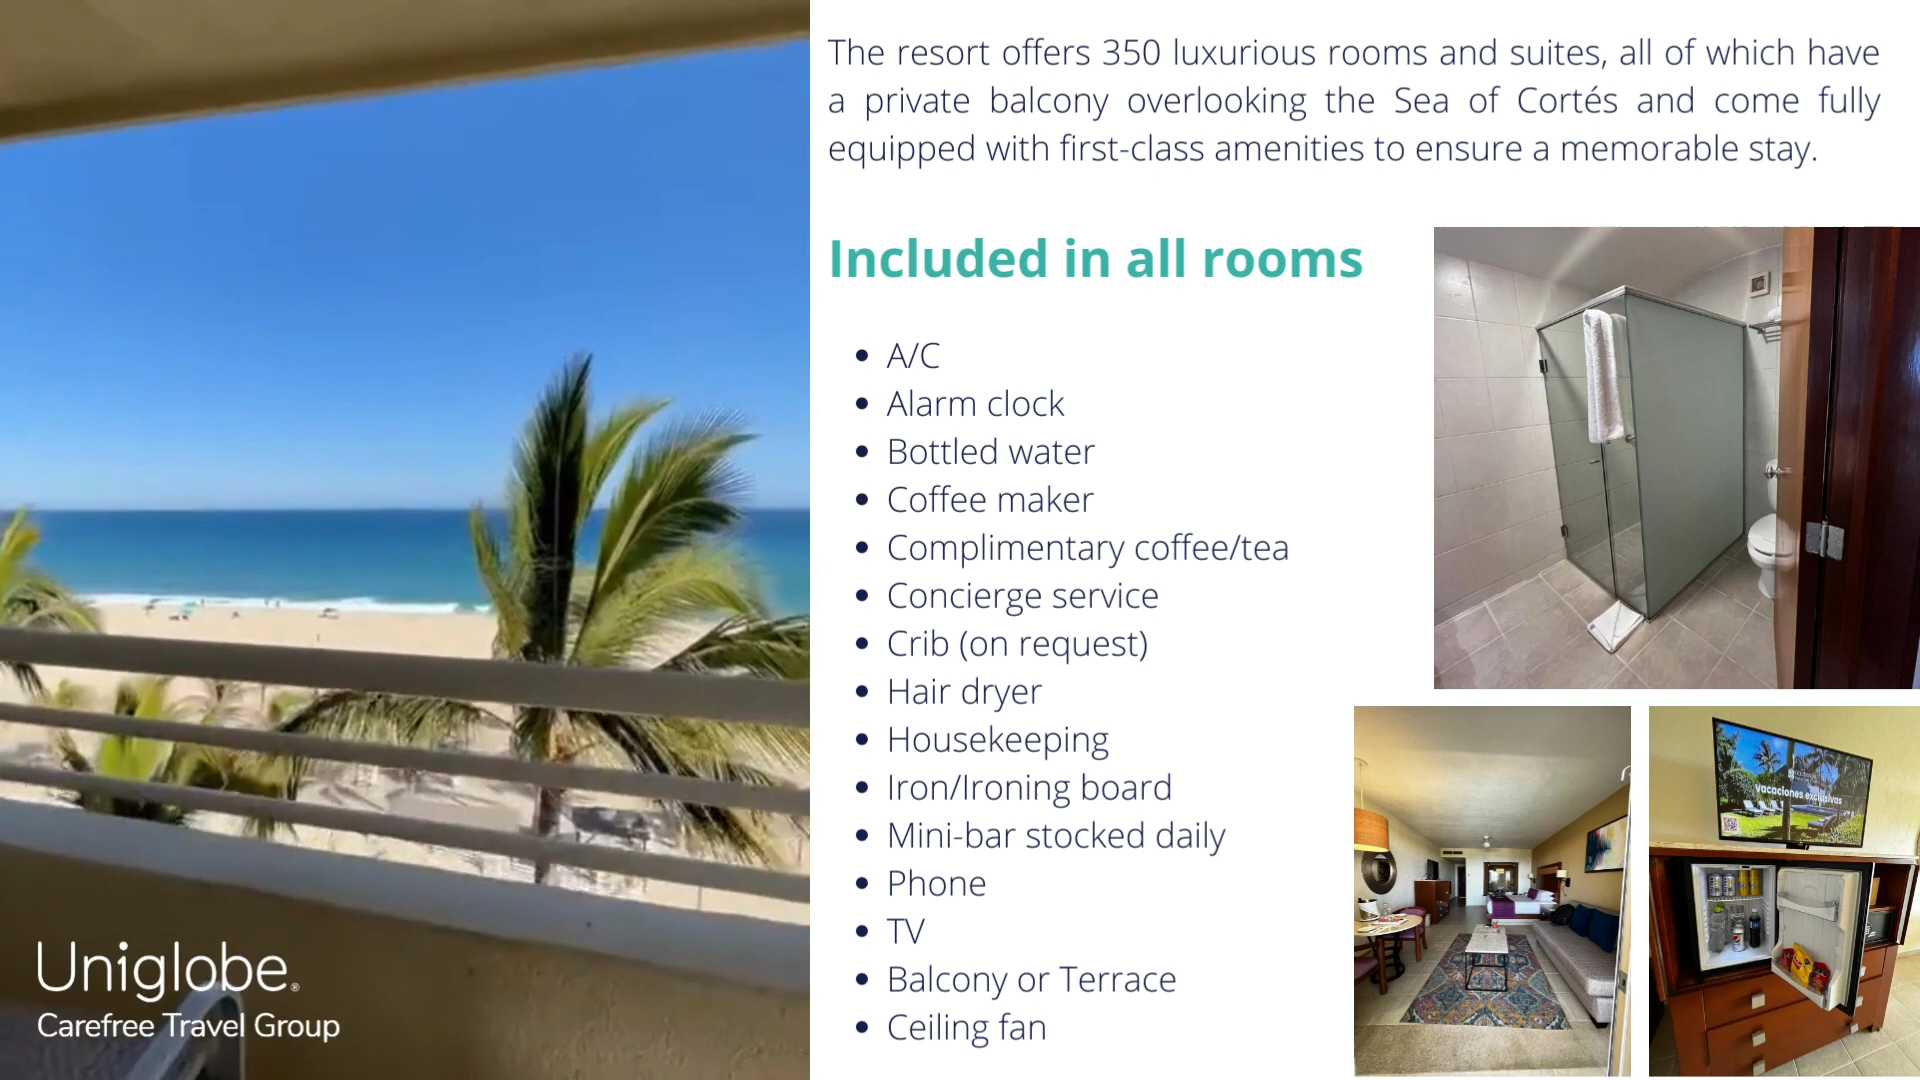 The resort offers 350 luxurious rooms and suites, all of which have
a private balcony overlooking the Sea of Cortés and come fully
equipped with first-class amenities to ensure a memorable stay.
Included in all rooms
• A/C
• Alarm clock
• Bottled water
• Coffee maker
• Complimentary coffee/tea
• Concierge service
• Crib (on request)
• Hair dryer
• Housekeeping
• Iron/Ironing board
• Mini-bar stocked daily
• Phone
• TV
• Balcony or Terrace
• Ceiling fan
vacaciones exclusivas
Uniglobe®
Carefree Travel Group